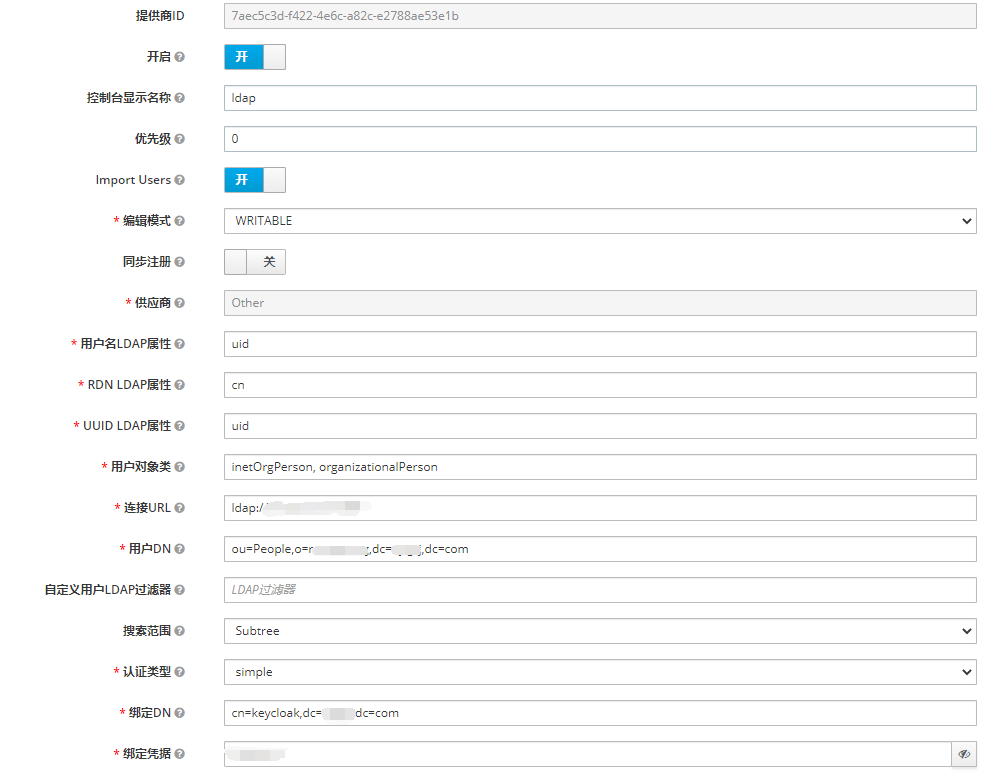 提供商ID 7aec5c3d-f422-4e6c-a82c-e2788ae53e1b
开启 开
控制台显示名称 ldap
优先级 0
Import Users 开
* 编辑模式 WRITABLE
同步注册 关
* 供应商 Other
* 用户名LDAP属性 uid
* RDN LDAP属性 cn
* UUID LDAP属性 uid
* 用户对象类 inetOrgPerson, organizationalPerson
* 连接URL ldap:/
* 用户DN ou=People,o=r ,dc= ,dc=com
自定义用户LDAP过滤器 LDAP过滤器
搜索范围 Subtree
* 认证类型 simple
* 绑定DN cn=keycloak,dc= dc=com
* 绑定凭据